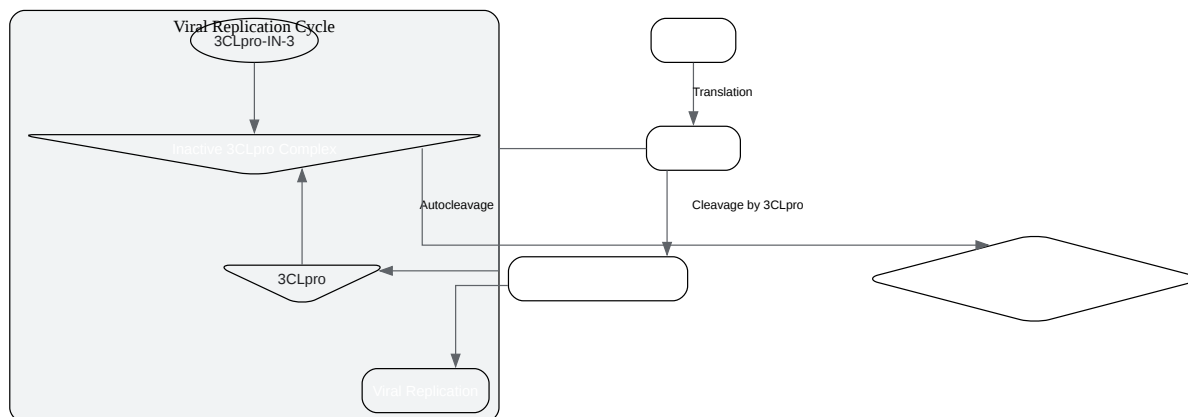 Viral Replication Cycle
3CLpro-IN-3
Translation
Inactive 3CLpro Complex
Autocleavage
Cleavage by 3CLpro
3CLpro
Viral Replication